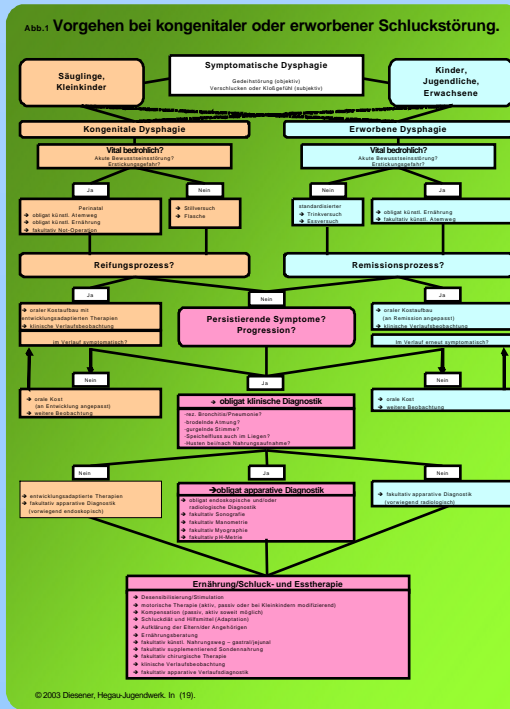 Abb.1 Vorgehen bei kongenitaler oder erworbener Schluckstörung.
Säuglinge,
Kleinkinder
Symptomatische Dysphagie
Gedeihstörung (objektiv)
Verschlucken oder Kloßgefühl (subjektiv)
Kinder,
Jugendliche,
Erwachsene
Kongenitale Dysphagie
Erworbene Dysphagie
Vital bedrohlich?
Akute Bewusstseinsstörung?
Erstickungsgefahr?
Vital bedrohlich?
Akute Bewusstseinsstörung?
Erstickungsgefahr?
Ja
Nein
Nein
Ja
Perinatal
→ obligat künstl. Atemweg
→ obligat künstl. Ernährung
→ fakultativ Not-Operation
→ Stillversuch
→ Flasche
standardisierter
→ Trinkversuch
→ Essversuch
→ obligat künstl. Ernährung
→ fakultativ künstl. Atemweg
Reifungsprozess?
Remissionsprozess?
Ja
Nein
Ja
→ oraler Kostaufbau mit
entwicklungsadaptierten Therapien
→ klinische Verlaufsbeobachtung
im Verlauf symptomatisch?
Persistierende Symptome?
Progression?
→ oraler Kostaufbau
(an Remission angepasst)
→ klinische Verlaufsbeobachtung
Im Verlauf erneut symptomatisch?
Nein
Ja
Nein
→ orale Kost
(an Entwicklung angepasst)
→ weitere Beobachtung
→ obligat klinische Diagnostik
-rez. Bronchitis/Pneumonie?
-brodelnde Atmung?
-gurgelnde Stimme?
-Speichelfluss auch im Liegen?
-Husten bei/nach Nahrungsaufnahme?
→ orale Kost
→ weitere Beobachtung
Nein
Ja
Nein
→ entwicklungsadaptierte Therapien
→ fakultativ apparative Diagnostik
(vorwiegend endoskopisch)
→obligat apparative Diagnostik
→ obligat endoskopische und/oder
radiologische Diagnostik
→ fakultativ Sonografie
→ fakultativ Manometrie
→ fakultativ Myographie
→ fakultativ pH-Metrie
→ fakultativ apparative Diagnostik
(vorwiegend radiologisch)
Ernährung/Schluck- und Esstherapie
→ Desensibilisierung/Stimulation
→ motorische Therapie (aktiv, passiv oder bei Kleinkindern modifizierend)
→ Kompensation (passiv, aktiv soweit möglich)
→ Schluckdiät und Hilfsmittel (Adaptation)
→ Aufklärung der Eltern/der Angehörigen
→ Ernährungsberatung
→ fakultativ künstl. Nahrungsweg – gastral/jejunal
→ fakultativ supplementierend Sondennahrung
→ fakultativ chirurgische Therapie
→ klinische Verlaufsbeobachtung
→ fakultativ apparative Verlaufsdiagnostik
© 2003 Diesener, Hegau-Jugendwerk. In (19).